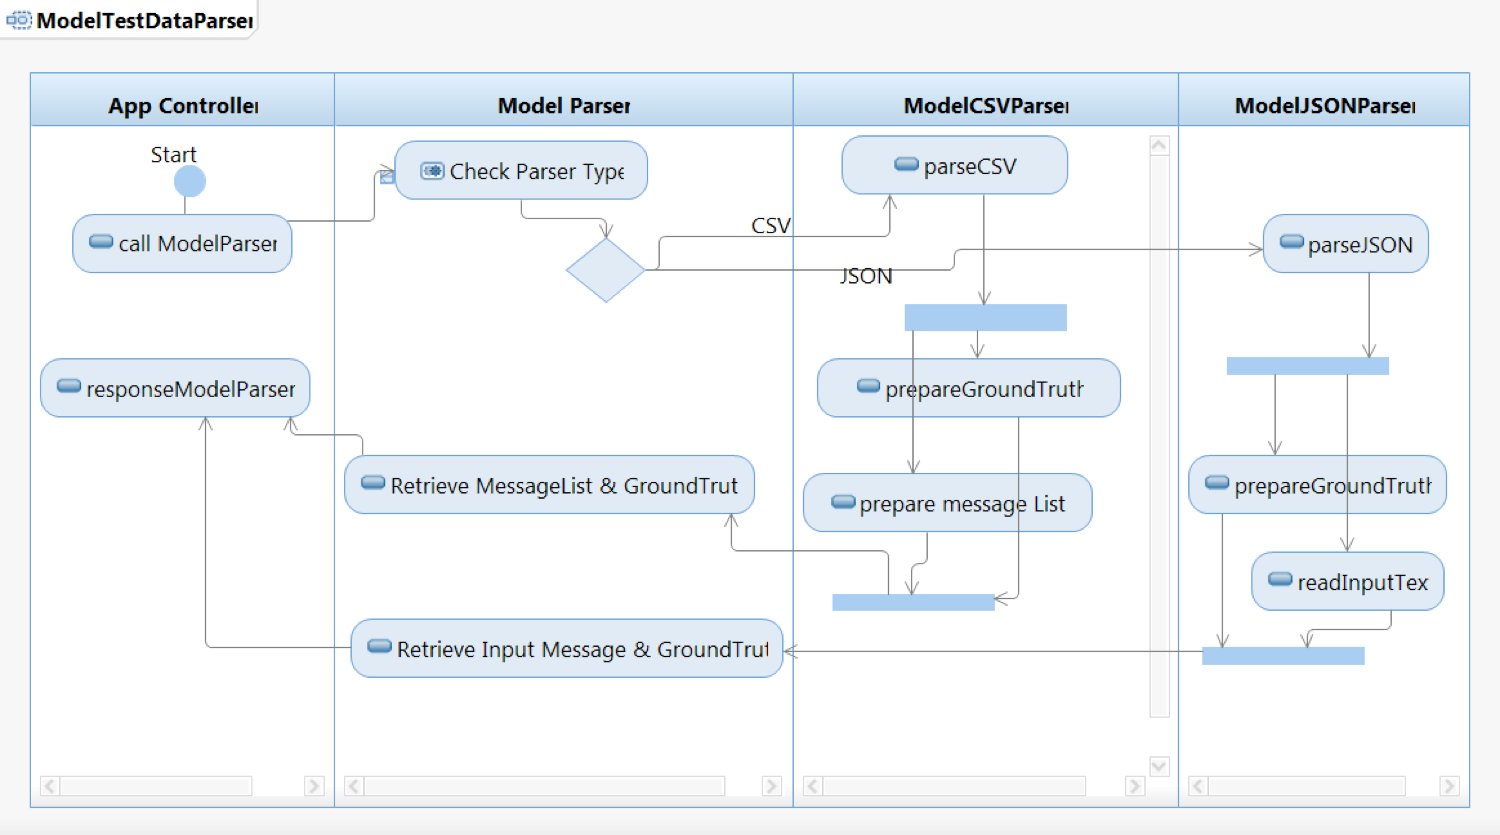 ModelTestDataParser
App Controller
Model Parser
ModelCSVParser
ModelJSONParser
Start
call ModelParser
Check Parser Type
CSV
JSON
parseCSV
parseJSON
responseModelParser
prepareGroundTruth
Retrieve MessageList & GroundTrut
prepare message List
prepareGroundTruth
readInputTex
Retrieve Input Message & GroundTrut